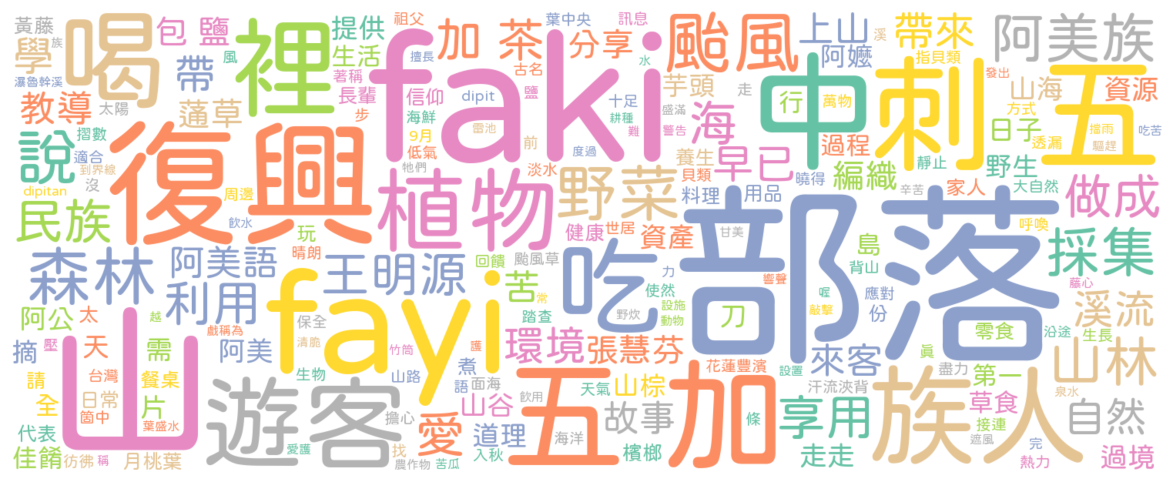 黃藤
學
瀑魯幹溪
族
喝
包
鹽
帶
風
裡
提供
生活
教導
太陽
蓪草
著稱
長輩
步
祖父
擅長
faki
加
茶
信仰
海鮮
9月
低氣
牠們
古名
dipit
鹽
雷池
前
葉中央
分享
訊息
水
芋頭
十足
耕種
難
盛滿
警告
海
颱風
走
上山
阿嬤
溪
帶來
指貝類
阿美族
中
行
萬物
刺
發出
山海
方式
日子
透漏
五
資源
擋雨
驅趕
吃苦
說
摺數
適合
到界線
dipitan
沒
民族
復興
周邊
飲水
玩
晴朗
植物
淡水
健康
世居
野菜
度過
養生
貝類
早已
料理
用品
資產
過程
曉得
靜止
編織
辛苦
野生
家人
大自然
呼喚
做成
採集
藤心
森林
阿美語
利用
王明源
fayi
回饋
颱風草
苦
常
吃
甘美
力
使然
踏查
野炊
設施
動物
響聲
部落
刀
喔
敲擊
島
背山
應對
份
零食
沿途
生長
溪流
山林
泉水
阿公
太
越
戲稱為
摘
壓
天
需
阿美
山
請
台灣
餐桌
全
日常
箇中
片
葉盛水
代表
佳餚
彷彿
稱
月桃葉
保全
清脆
竹筒
護
煮
語
環境
張慧芬
花蓮豐濱
設置
來客
真
盡力
第一
草食
接連
遮風
自然
完
熱力
過境
遊客
生物
愛護
山路
面海
擔心
找
農作物
苦瓜
愛
山谷
道理
入秋
飲用
五加
天氣
山棕
故事
海洋
條
檳榔
汗流浹背
享用
走走
族人